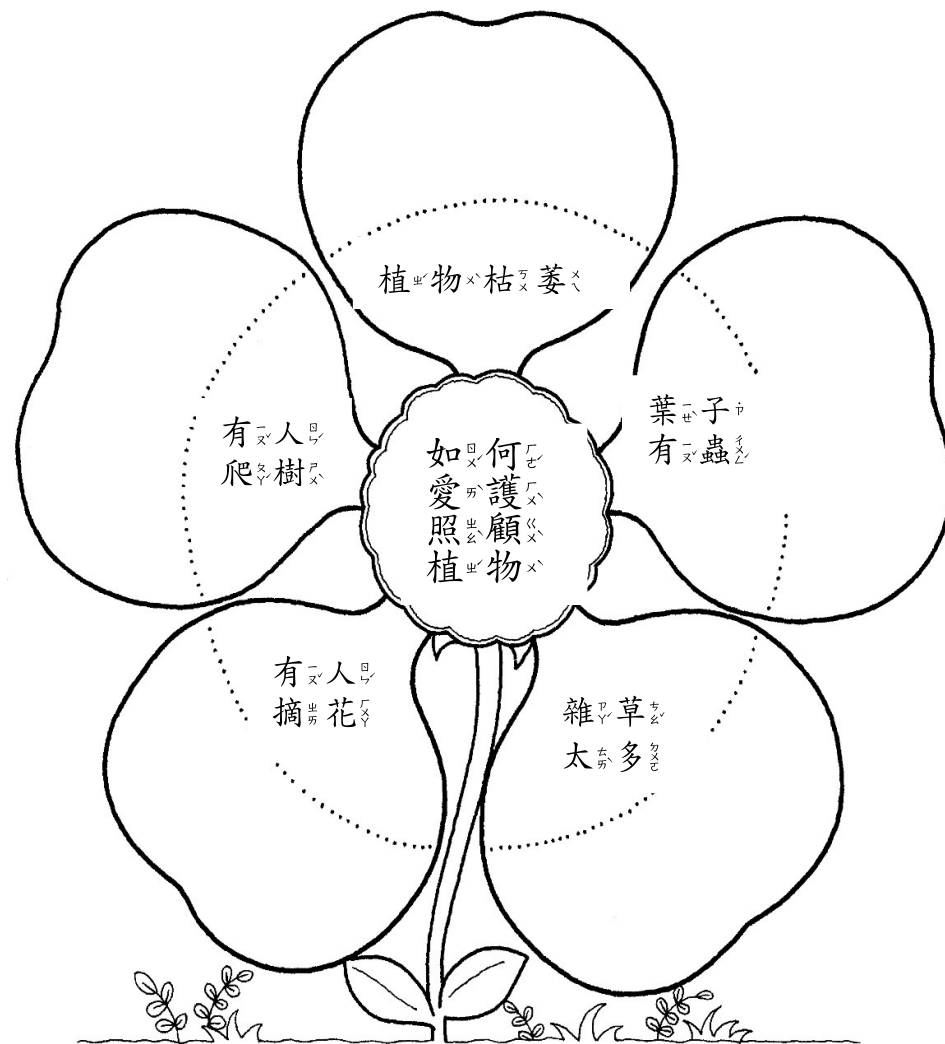 植物枯萎
葉子
有蟲
有人
爬樹
如何
愛護
照顧
植物
有人
摘花
雜草
太多